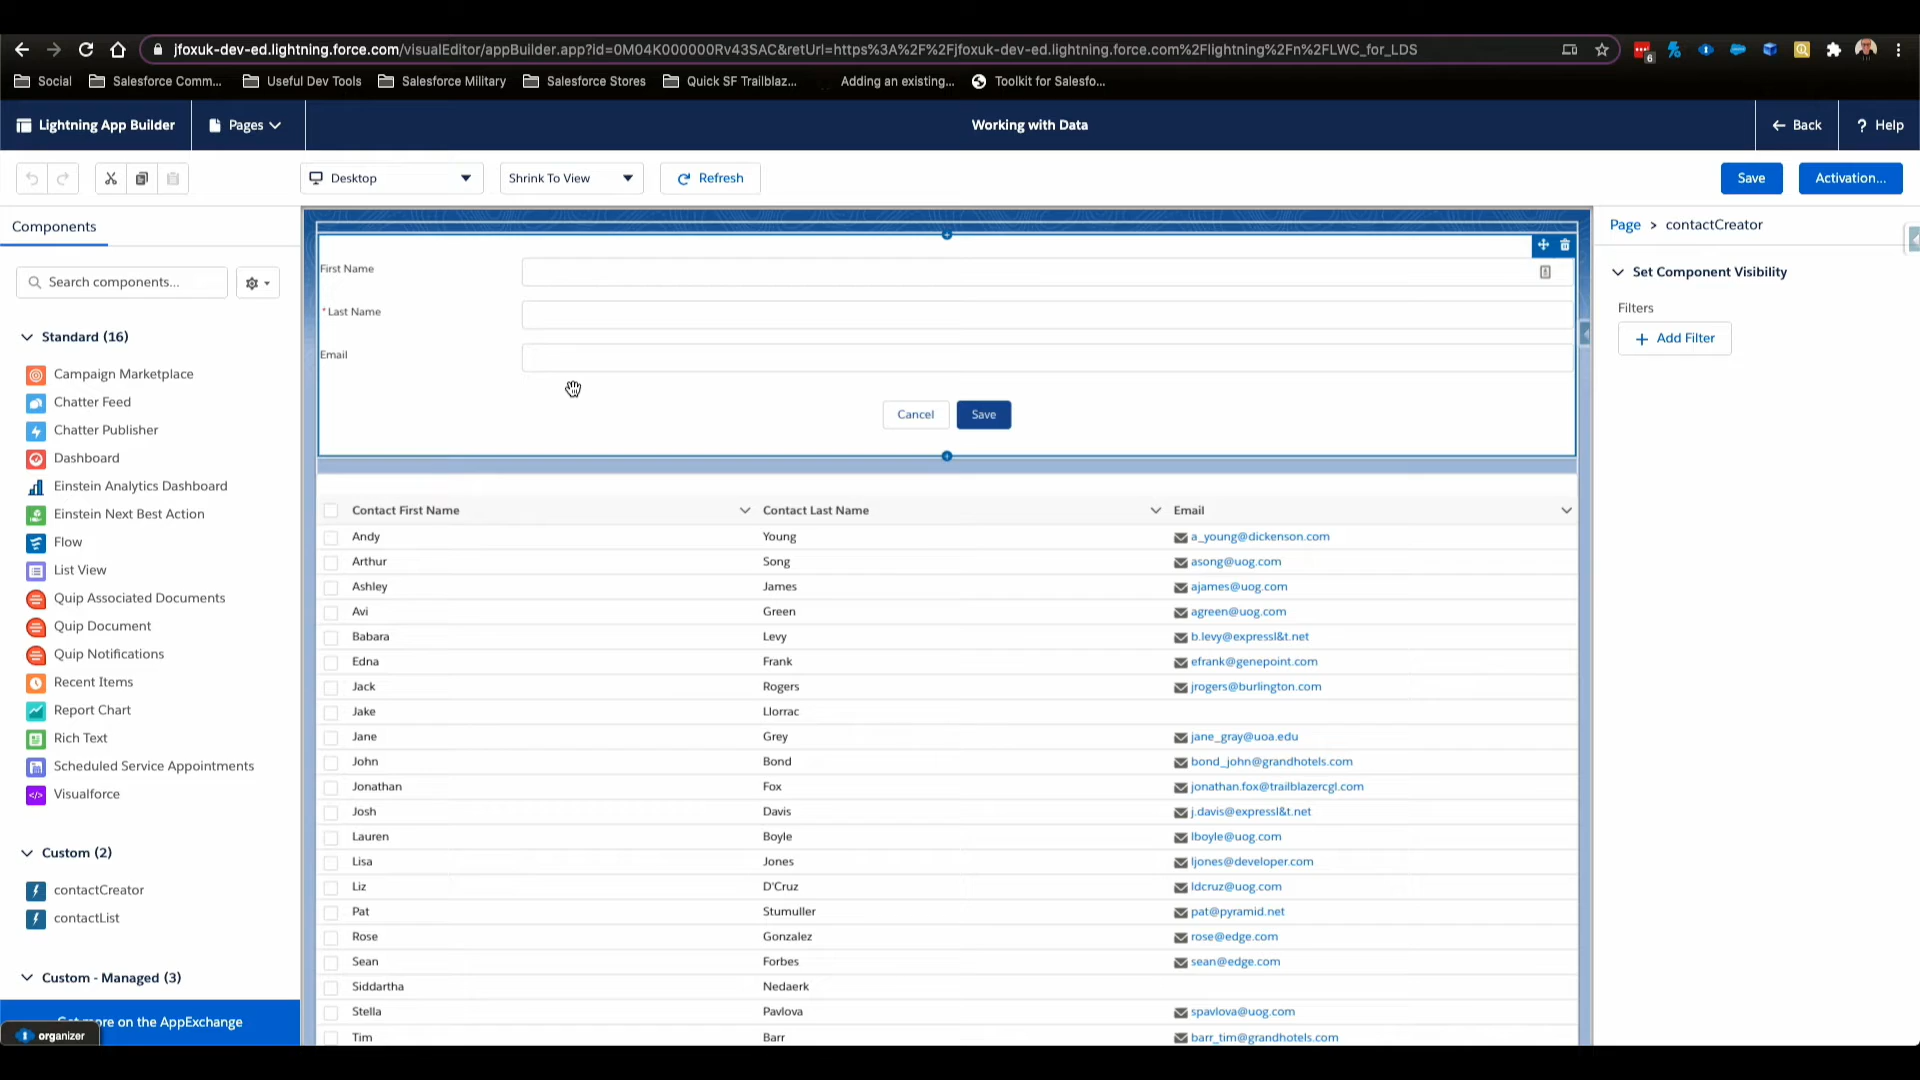 jfoxuk-dev-ed.lightning.force.com/visualEditor/appBuilder.app?id=0M04K000000Rv43SAC&retUrl=https%3A%2F%2Fjfoxuk-dev-ed.lightning.force.com%2Flightning%2Fn%2FLWC_for_LDS
6
Social
Salesforce Comm...
Useful Dev Tools
Salesforce Military
Salesforce Stores
Quick SF Trailblaz...
Adding an existing...
Toolkit for Salesfo...
Lightning App Builder
Pages
Working with Data
Back
? Help
Desktop
Shrink To View
Refresh
Save
Activation...
Components
Search components...
Standard (16)
Campaign Marketplace
Chatter Feed
Chatter Publisher
Dashboard
Einstein Analytics Dashboard
Einstein Next Best Action
Flow
List View
Quip Associated Documents
Quip Document
Quip Notifications
Recent Items
Report Chart
Rich Text
Scheduled Service Appointments
Visualforce
Custom (2)
contactCreator
contactList
Custom - Managed (3)
more on the AppExchange
organizer
First Name
* Last Name
Email
Cancel
Save
Contact First Name Contact Last Name Email
Andy Young a_young@dickenson.com
Arthur Song asong@uog.com
Ashley James ajames@uog.com
Avi Green agreen@uog.com
Babara Levy b.levy@expressl&t.net
Edna Frank efrank@genepoint.com
Jack Rogers jrogers@burlington.com
Jake Llorrac
Jane Grey jane_gray@uoa.edu
John Bond bond_john@grandhotels.com
Jonathan Fox jonathan.fox@trailblazercgl.com
Josh Davis j.davis@expressl&t.net
Lauren Boyle lboyle@uog.com
Lisa Jones ljones@developer.com
Liz D'Cruz ldcruz@uog.com
Pat Stumuller pat@pyramid.net
Rose Gonzalez rose@edge.com
Sean Forbes sean@edge.com
Siddartha Nedaerk
Stella Pavlova spavlova@uog.com
Tim Barr barr_tim@grandhotels.com
Page > contactCreator
Set Component Visibility
Filters
+ Add Filter